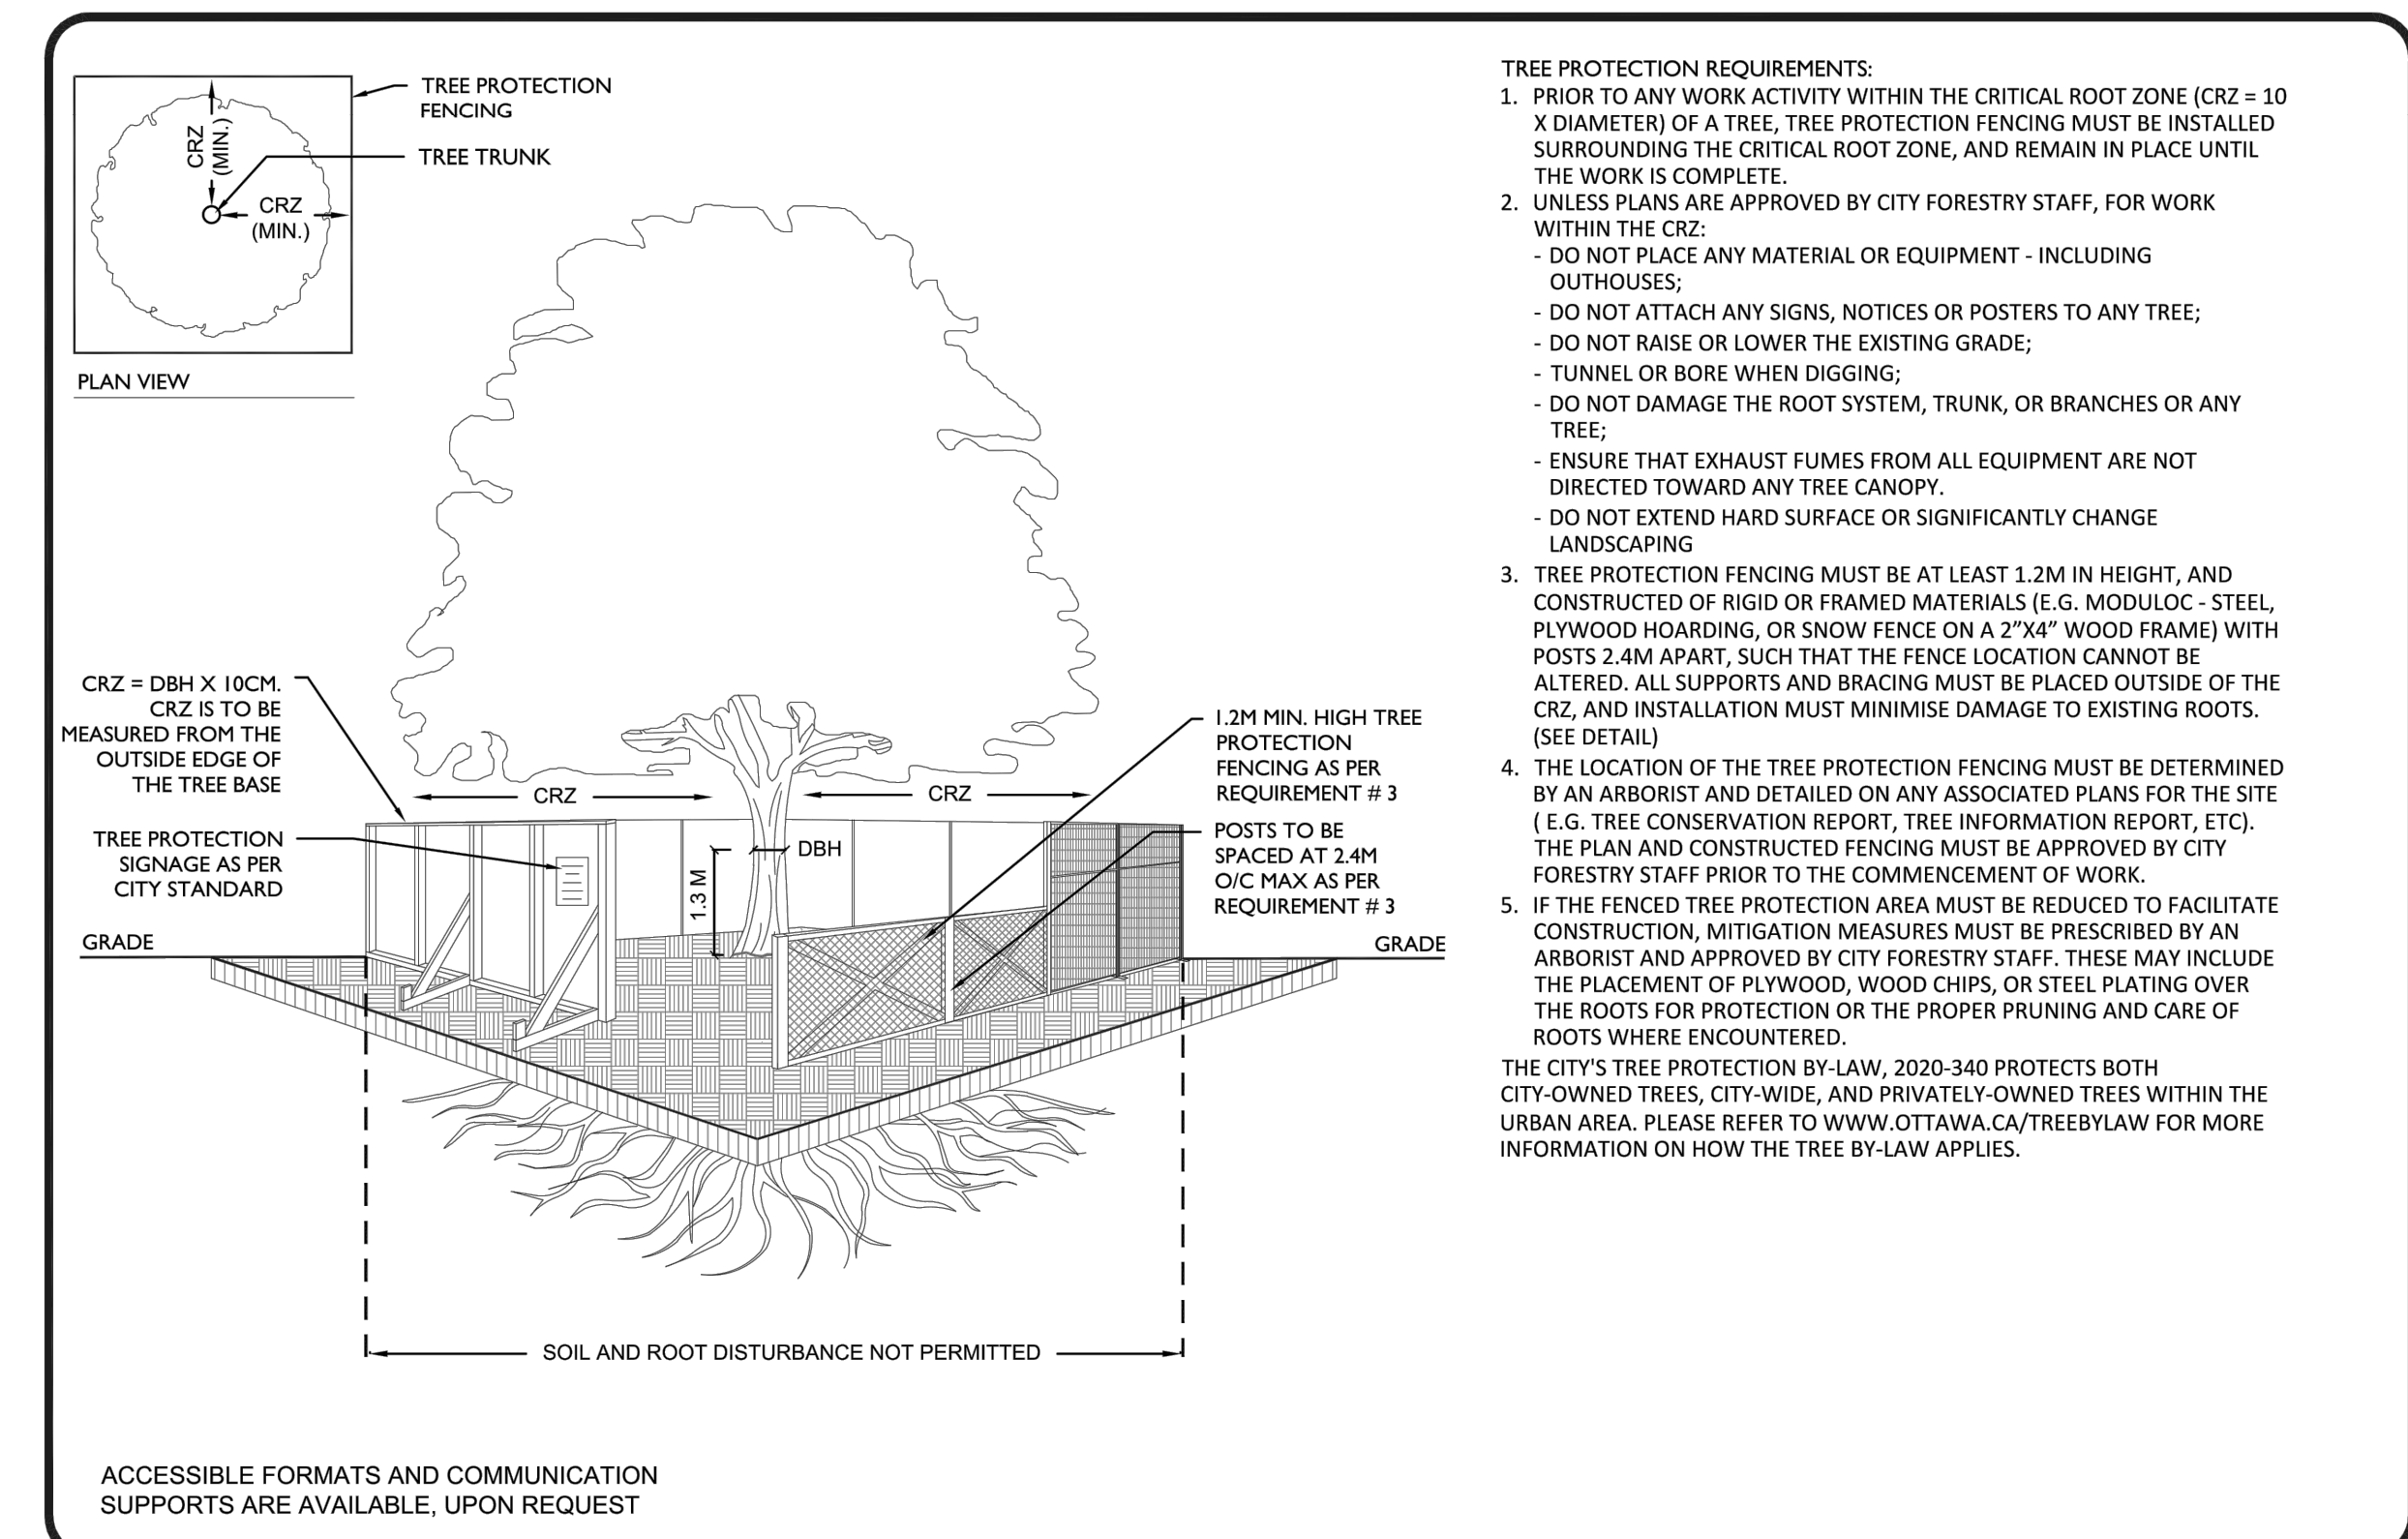 TREE PROTECTION
FENCING
TREE TRUNK
CRZ
(MIN.)
CRZ
(MIN.)
PLAN VIEW
CRZ = DBH X 10CM.
CRZ IS TO BE
MEASURED FROM THE
OUTSIDE EDGE OF
THE TREE BASE
TREE PROTECTION
SIGNAGE AS PER
CITY STANDARD
GRADE
CRZ
CRZ
DBH
1.3 M
1.2M MIN. HIGH TREE
PROTECTION
FENCING AS PER
REQUIREMENT # 3
POSTS TO BE
SPACED AT 2.4M
O/C MAX AS PER
REQUIREMENT # 3
GRADE
SOIL AND ROOT DISTURBANCE NOT PERMITTED
ACCESSIBLE FORMATS AND COMMUNICATION
SUPPORTS ARE AVAILABLE, UPON REQUEST
TREE PROTECTION REQUIREMENTS:
1. PRIOR TO ANY WORK ACTIVITY WITHIN THE CRITICAL ROOT ZONE (CRZ = 10
X DIAMETER) OF A TREE, TREE PROTECTION FENCING MUST BE INSTALLED
SURROUNDING THE CRITICAL ROOT ZONE, AND REMAIN IN PLACE UNTIL
THE WORK IS COMPLETE.
2. UNLESS PLANS ARE APPROVED BY CITY FORESTRY STAFF, FOR WORK
WITHIN THE CRZ:
- DO NOT PLACE ANY MATERIAL OR EQUIPMENT - INCLUDING
OUTHOUSES;
- DO NOT ATTACH ANY SIGNS, NOTICES OR POSTERS TO ANY TREE;
- DO NOT RAISE OR LOWER THE EXISTING GRADE;
- TUNNEL OR BORE WHEN DIGGING;
- DO NOT DAMAGE THE ROOT SYSTEM, TRUNK, OR BRANCHES OR ANY
TREE;
- ENSURE THAT EXHAUST FUMES FROM ALL EQUIPMENT ARE NOT
DIRECTED TOWARD ANY TREE CANOPY.
- DO NOT EXTEND HARD SURFACE OR SIGNIFICANTLY CHANGE
LANDSCAPING
3. TREE PROTECTION FENCING MUST BE AT LEAST 1.2M IN HEIGHT, AND
CONSTRUCTED OF RIGID OR FRAMED MATERIALS (E.G. MODULOC - STEEL,
PLYWOOD HOARDING, OR SNOW FENCE ON A 2”X4” WOOD FRAME) WITH
POSTS 2.4M APART, SUCH THAT THE FENCE LOCATION CANNOT BE
ALTERED. ALL SUPPORTS AND BRACING MUST BE PLACED OUTSIDE OF THE
CRZ, AND INSTALLATION MUST MINIMISE DAMAGE TO EXISTING ROOTS.
(SEE DETAIL)
4. THE LOCATION OF THE TREE PROTECTION FENCING MUST BE DETERMINED
BY AN ARBORIST AND DETAILED ON ANY ASSOCIATED PLANS FOR THE SITE
( E.G. TREE CONSERVATION REPORT, TREE INFORMATION REPORT, ETC).
THE PLAN AND CONSTRUCTED FENCING MUST BE APPROVED BY CITY
FORESTRY STAFF PRIOR TO THE COMMENCEMENT OF WORK.
5. IF THE FENCED TREE PROTECTION AREA MUST BE REDUCED TO FACILITATE
CONSTRUCTION, MITIGATION MEASURES MUST BE PRESCRIBED BY AN
ARBORIST AND APPROVED BY CITY FORESTRY STAFF. THESE MAY INCLUDE
THE PLACEMENT OF PLYWOOD, WOOD CHIPS, OR STEEL PLATING OVER
THE ROOTS FOR PROTECTION OR THE PROPER PRUNING AND CARE OF
ROOTS WHERE ENCOUNTERED.
THE CITY'S TREE PROTECTION BY-LAW, 2020-340 PROTECTS BOTH
CITY-OWNED TREES, CITY-WIDE, AND PRIVATELY-OWNED TREES WITHIN THE
URBAN AREA. PLEASE REFER TO WWW.OTTAWA.CA/TREEBYLAW FOR MORE
INFORMATION ON HOW THE TREE BY-LAW APPLIES.